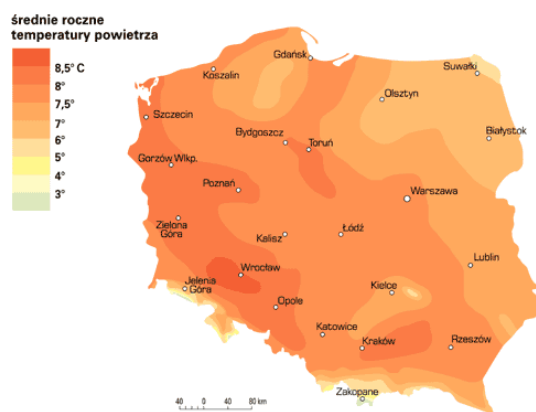 średnie roczne
temperatury powietrza
8,5°C
8°
7,5°
7°
6°
5°
4°
3°
Gdańsk
Koszalin
Suwałki
Olsztyn
Szczecin
Białystok
Bydgoszcz
Toruń
Gorzów Wlkp.
Poznań
Warszawa
Zielona
Góra
Kalisz
Łódź
Wrocław
Lublin
Jelenia
Góra
Kielce
Opole
Katowice
Kraków
Rzeszów
Zakopane
40 0 40 80 km